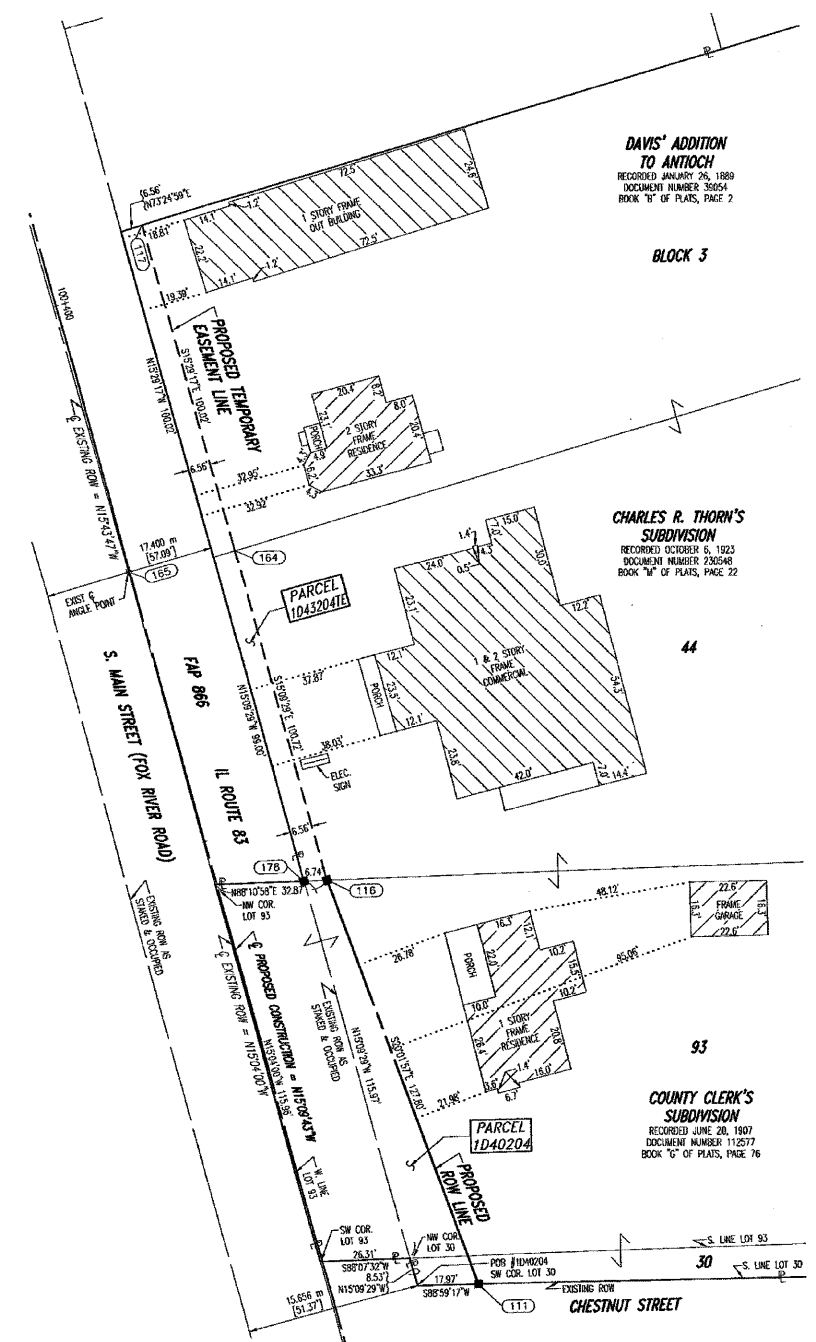 DAVIS' ADDITION
TO ANTIOCH
RECORDED JANUARY 26, 1889
DOCUMENT NUMBER 39054
BOOK "B" OF PLATS, PAGE 2
BLOCK 3
6.56'
N73°24'59"E
18.81'
117
14.1'
1.2'
72.5'
24.8'
1 STORY FRAME
OUT BUILDING
22.2'
72.5'
14.1'
1.2'
19.39'
100+400
PROPOSED TEMPORARY
EASEMENT LINE
N15°29'17"W 100.02'
S15°29'17"E 100.02'
℄ EXISTING ROW = N15°43'47"W
20.4'
8.2'
8.0'
23.1'
20.4'
2 STORY
FRAME
RESIDENCE
PORCH
4.9'
6.2'
33.3'
4.3'
6.56'
32.95'
32.92'
17.400 m
[57.09']
164
165
EXIST ℄
ANGLE POINT
PARCEL
1D43204TE
CHARLES R. THORN'S
SUBDIVISION
RECORDED OCTOBER 6, 1923
DOCUMENT NUMBER 230548
BOOK "M" OF PLATS, PAGE 22
44
1.4'
7.0'
15.0'
24.0'
0.5'
4.3'
30.0'
23.1'
12.2'
12.1'
1 & 2 STORY
FRAME
COMMERCIAL
PORCH
23.5'
54.3'
12.1'
23.6'
42.0'
7.0'
14.4'
37.87'
38.03'
N15°09'29"W 99.00'
S15°09'29"E 100.72'
ELEC.
SIGN
FAP 866
IL ROUTE 83
S. MAIN STREET (FOX RIVER ROAD)
6.56'
178
6.74'
116
N88°10'58"E 32.87'
NW COR.
LOT 93
EXISTING ROW AS
STAKED & OCCUPIED
℄ EXISTING ROW = N15°04'00"W
℄ PROPOSED CONSTRUCTION = N15°09'43"W
N15°04'00"W 115.96'
EXISTING ROW AS
STAKED & OCCUPIED
N15°09'29"W 115.97'
S20°01'57"E 127.80'
48.12'
22.6'
FRAME
GARAGE
16.3'
16.3'
22.6'
26.78'
95.06'
16.3'
12.1'
PORCH
22.0'
10.2'
15.5'
10.0'
10.2'
1 STORY
FRAME
RESIDENCE
26.4'
20.8'
1.4'
3.6'
16.0'
6.7'
21.98'
93
COUNTY CLERK'S
SUBDIVISION
RECORDED JUNE 20, 1907
DOCUMENT NUMBER 112577
BOOK "G" OF PLATS, PAGE 76
PARCEL
1D40204
PROPOSED
ROW LINE
W. LINE
LOT 93
SW COR.
LOT 93
NW COR.
LOT 30
26.31'
S88°07'32"W
8.53'
N15°09'29"W
POB #1D40204
SW COR. LOT 30
17.97'
S88°59'17"W
S. LINE LOT 93
30
S. LINE LOT 30
EXISTING ROW
111
CHESTNUT STREET
15.656 m
[51.37']